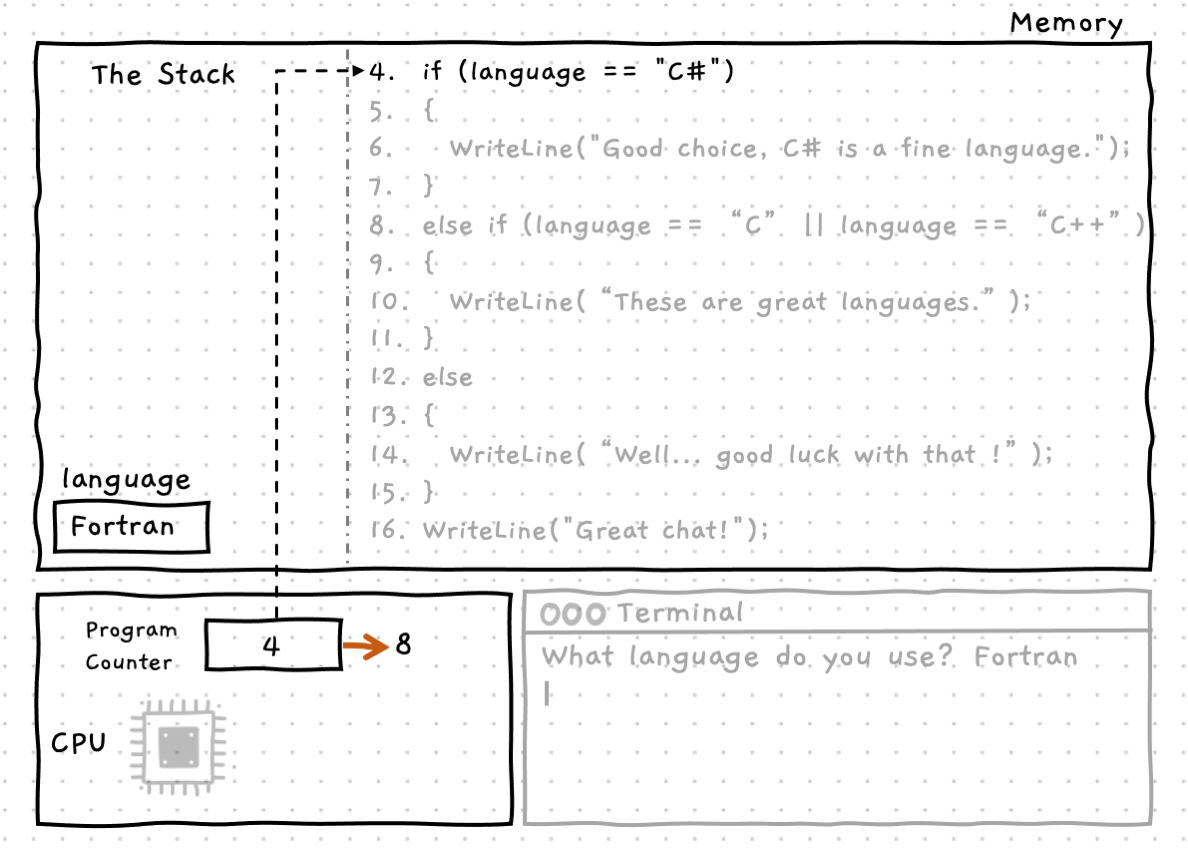 Memory
The Stack
4. if (language == "C#")
5. {
6. WriteLine("Good choice, C# is a fine language.");
7. }
8. else if (language == “C” || language == “C++” )
9. {
10. WriteLine( “These are great languages.” );
11. }
12. else
13. {
14. WriteLine( “Well... good luck with that !” );
15. }
16. WriteLine("Great chat!");
language
Fortran
Program
Counter
4
8
CPU
Terminal
What language do you use? Fortran